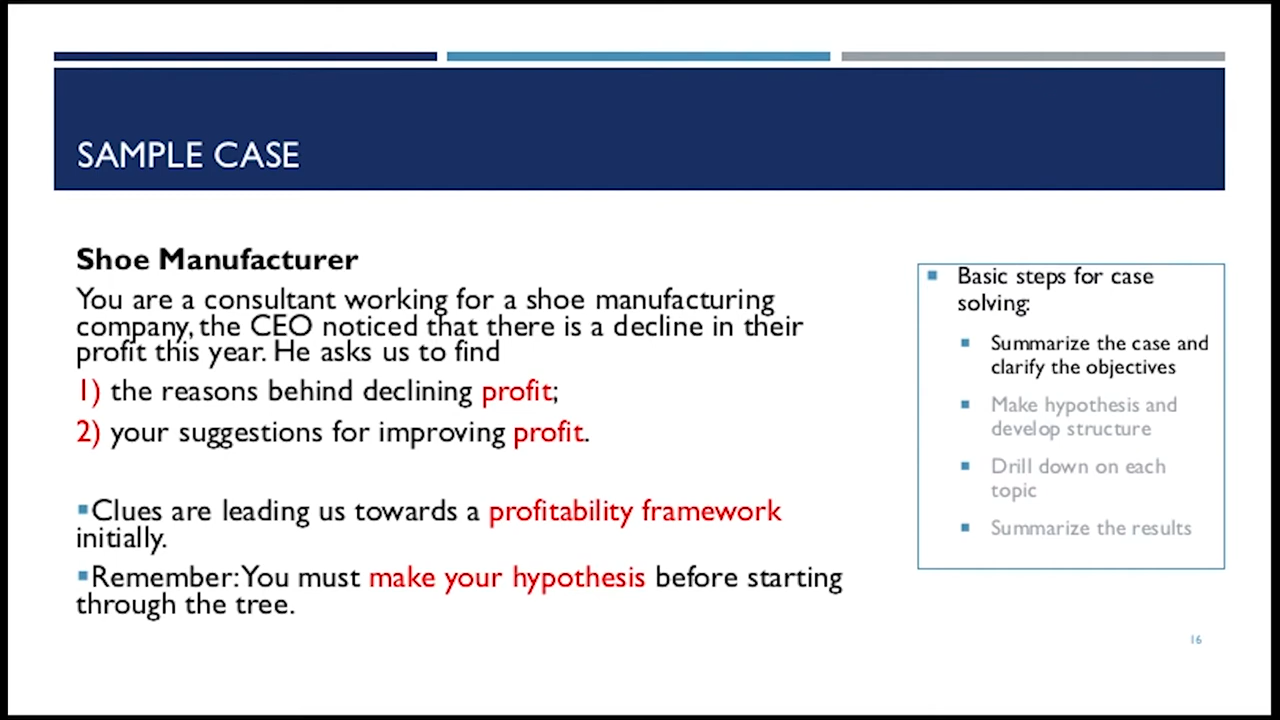 SAMPLE CASE
Shoe Manufacturer
You are a consultant working for a shoe manufacturing
company, the CEO noticed that there is a decline in their
profit this year. He asks us to find
1) the reasons behind declining profit;
2) your suggestions for improving profit.
▪Clues are leading us towards a profitability framework
initially.
▪Remember: You must make your hypothesis before starting
through the tree.
▪ Basic steps for case
solving:
▪ Summarize the case and
clarify the objectives
▪ Make hypothesis and
develop structure
▪ Drill down on each
topic
▪ Summarize the results
16